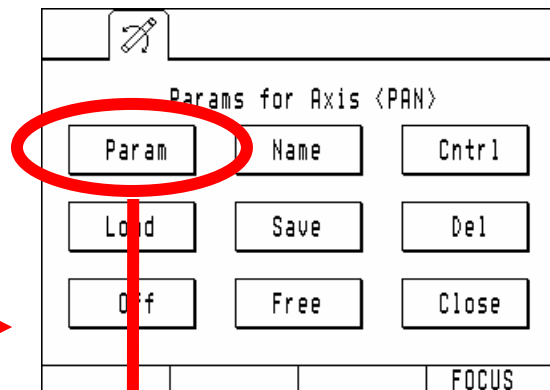 Params for Axis <PAN>
Param Name Cntrl
Load Save Del
Off Free Close
FOCUS